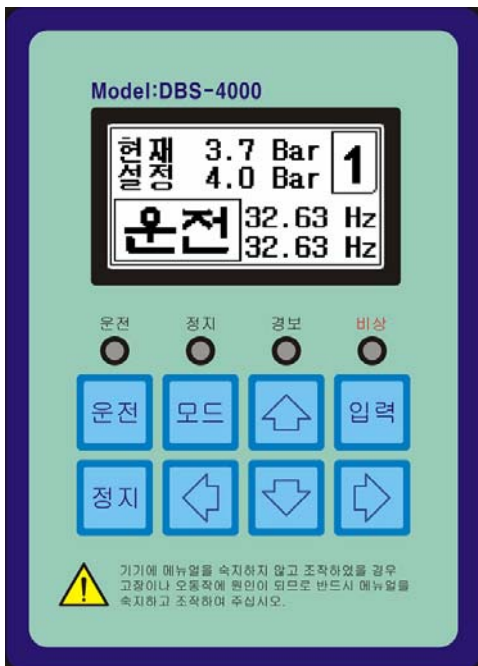 Model:DBS-4000
현재 3.7 Bar 1
설정 4.0 Bar
운전 32.63 Hz
32.63 Hz
운전 정지 경보 비상
운전 모드 입력
정지
기기에 메뉴얼을 숙지하지 않고 조작하였을 경우
고장이나 오동작에 원인이 되므로 반드시 메뉴얼을
숙지하고 조작하여 주십시오.